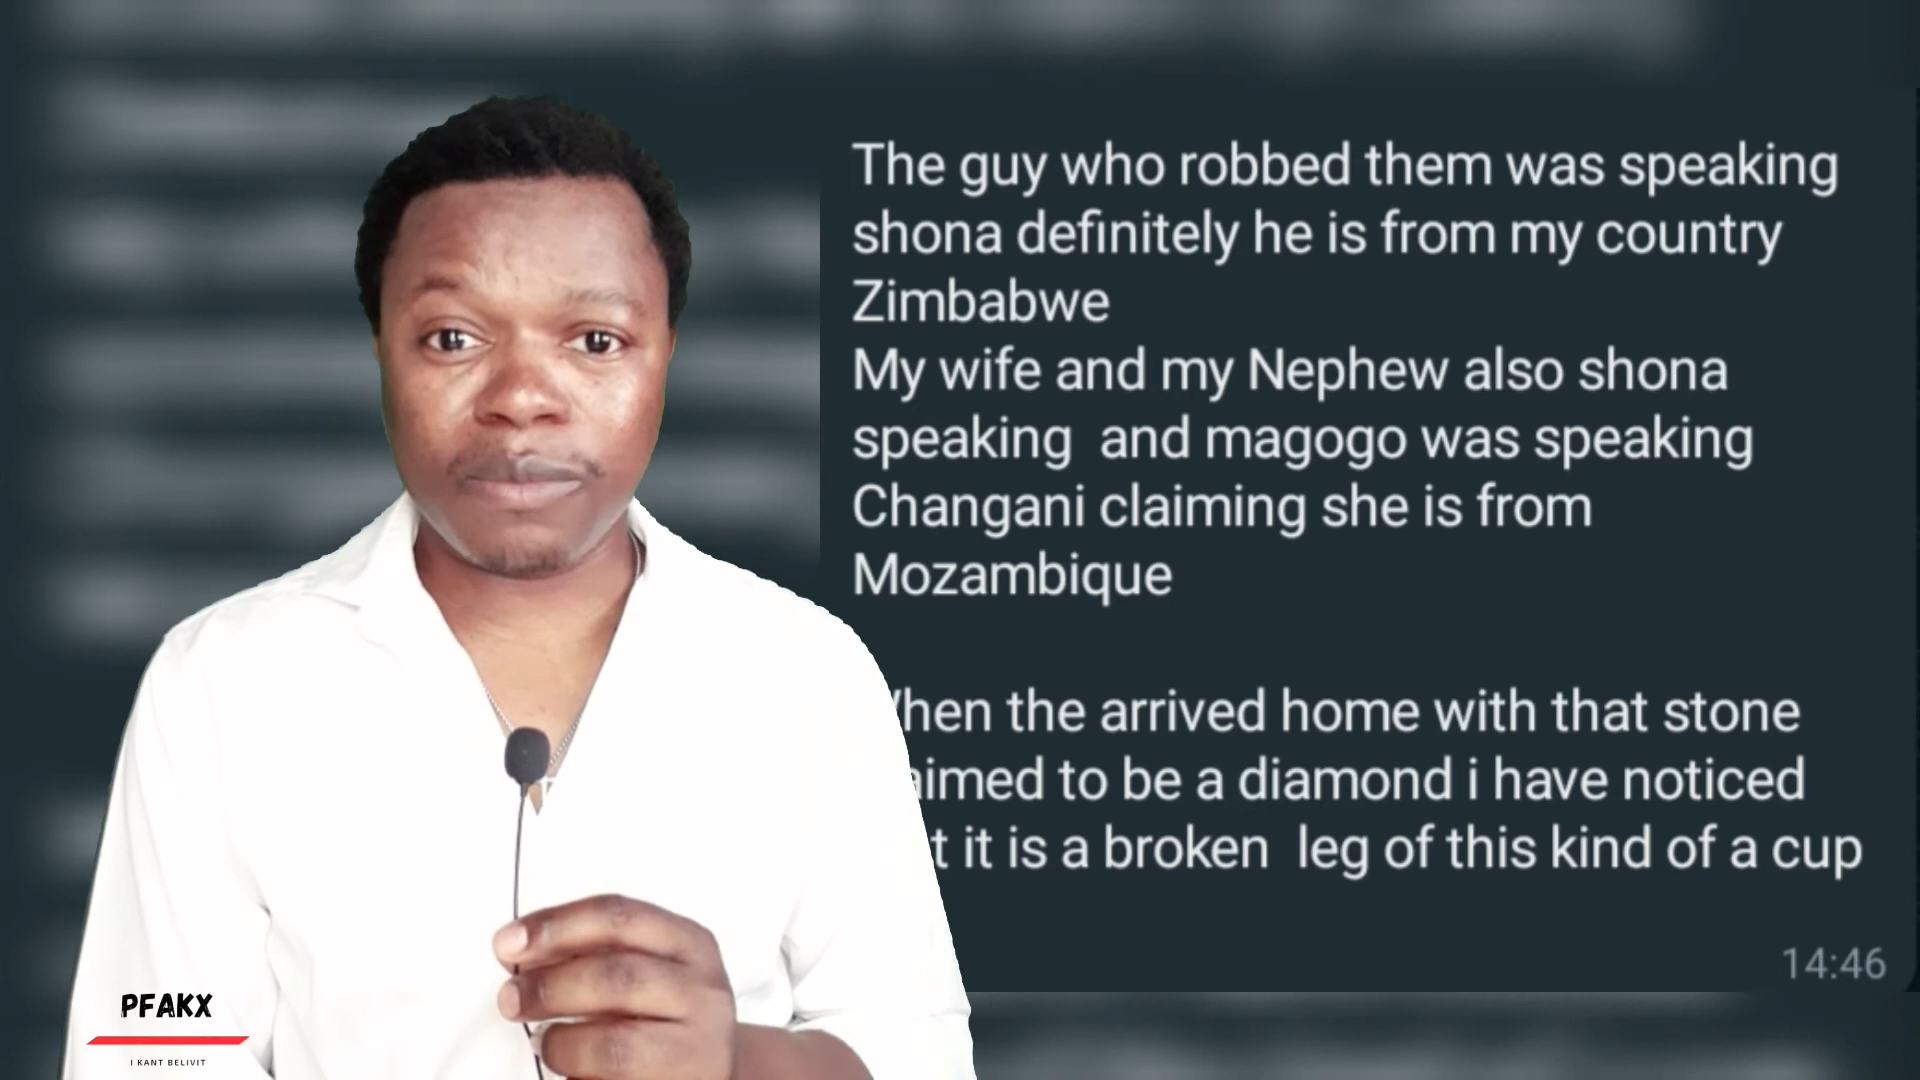 The guy who robbed them was speaking
shona definitely he is from my country
Zimbabwe
My wife and my Nephew also shona
speaking  and magogo was speaking
Changani claiming she is from
Mozambique
the arrived home with that stone
to be a diamond i have noticed
it is a broken  leg of this kind of a cup
14:46
PFAKX
I KANT BELIVIT